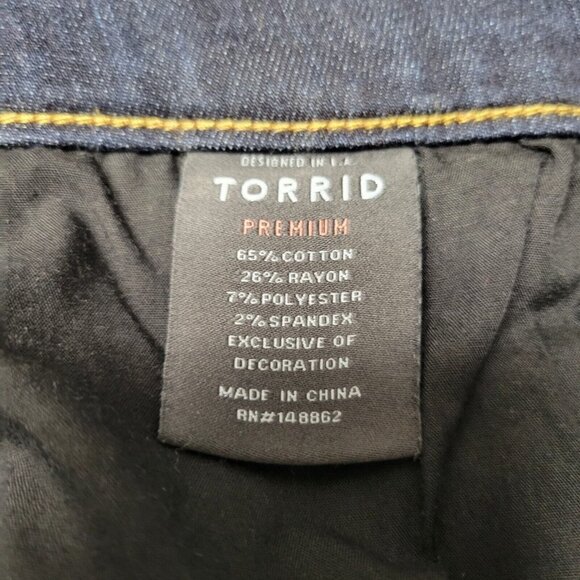 DESIGNED IN L.A.
TORRID
PREMIUM
65% COTTON
26% RAYON
7% POLYESTER
2% SPANDEX
EXCLUSIVE OF
DECORATION
MADE IN CHINA
RN#148862